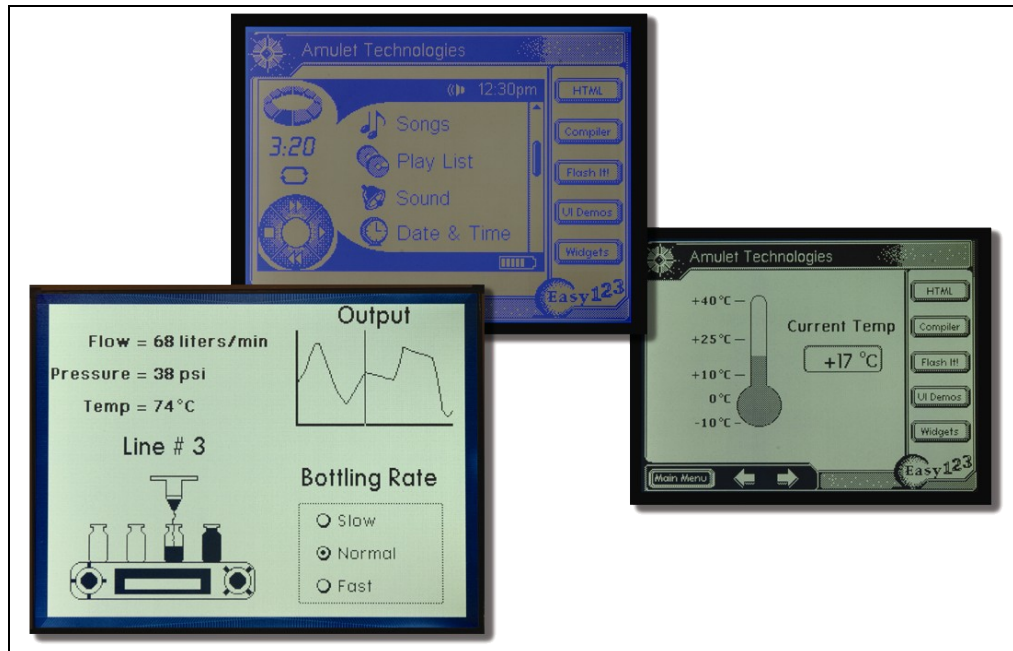 Amulet Technologies
12:30pm
3:20
Songs
Play List
Sound
Date & Time
HTML
Compiler
Flash It!
UI Demos
Widgets
Easy123
Flow = 68 liters/min
Pressure = 38 psi
Temp = 74°C
Line # 3
Output
Bottling Rate
Slow
Normal
Fast
Amulet Technologies
+40°C
+25°C
+10°C
0°C
-10°C
Current Temp
+17 °C
HTML
Compiler
Flash It!
UI Demos
Widgets
Easy123
Main Menu